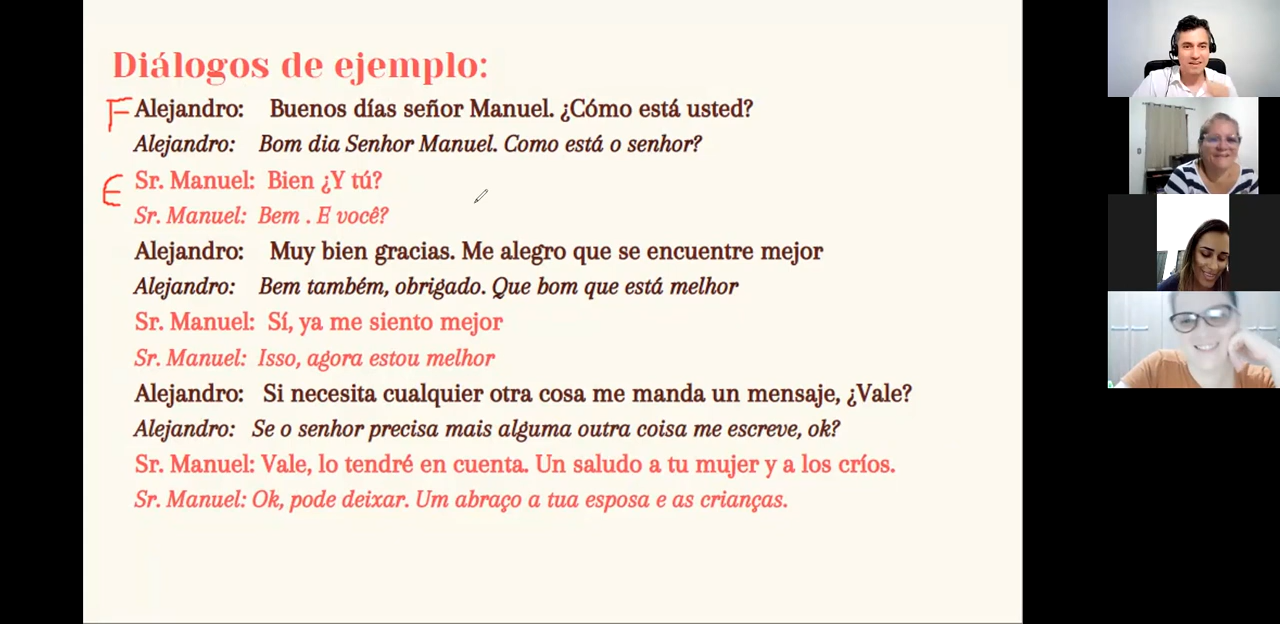 Diálogos de ejemplo:
F Alejandro: Buenos días señor Manuel. ¿Cómo está usted?
Alejandro: Bom dia Senhor Manuel. Como está o senhor?
E Sr. Manuel: Bien ¿Y tú?
Sr. Manuel: Bem . E você?
Alejandro: Muy bien gracias. Me alegro que se encuentre mejor
Alejandro: Bem também, obrigado. Que bom que está melhor
Sr. Manuel: Sí, ya me siento mejor
Sr. Manuel: Isso, agora estou melhor
Alejandro: Si necesita cualquier otra cosa me manda un mensaje, ¿Vale?
Alejandro: Se o senhor precisa mais alguma outra coisa me escreve, ok?
Sr. Manuel: Vale, lo tendré en cuenta. Un saludo a tu mujer y a los críos.
Sr. Manuel: Ok, pode deixar. Um abraço a tua esposa e as crianças.